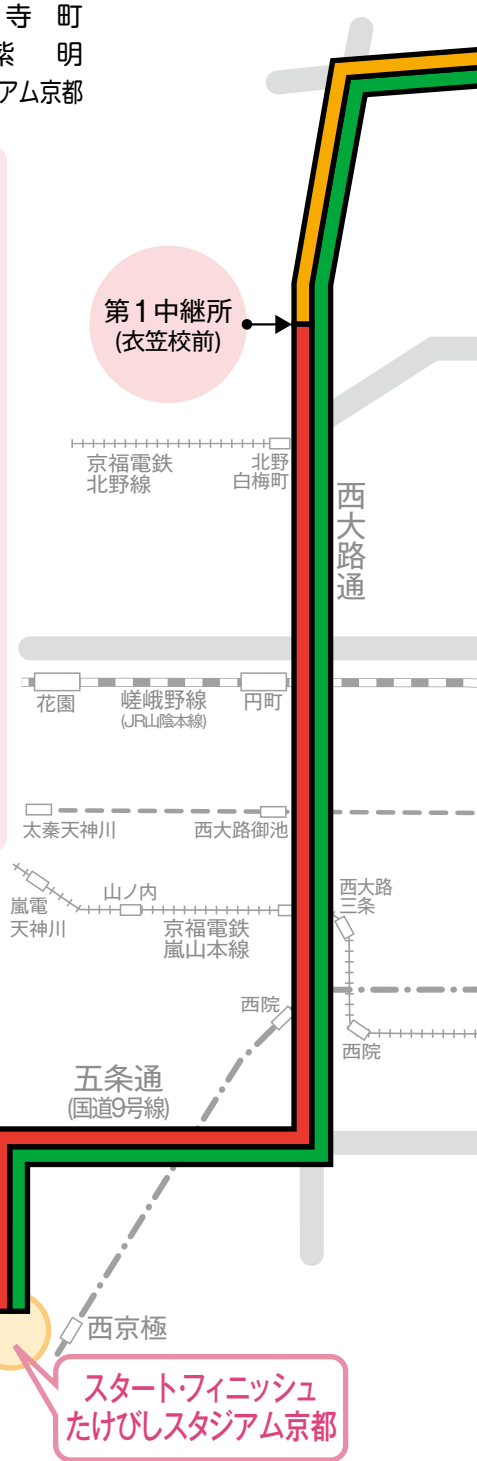 寺町
紫明
アム京都
第1中継所
(衣笠校前)
京福電鉄
北野線
北野
白梅町
西大路通
花園
嵯峨野線
(JR山陰本線)
円町
太秦天神川
西大路御池
嵐電
天神川
山ノ内
京福電鉄
嵐山本線
西大路
三条
西院
西院
五条通
(国道9号線)
西京極
スタート・フィニッシュ
たけびしスタジアム京都